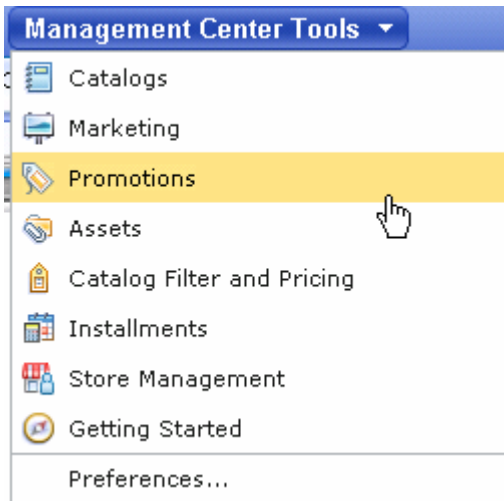 Management Center Tools
Catalogs
Marketing
Promotions
Assets
Catalog Filter and Pricing
Installments
Store Management
Getting Started
Preferences...